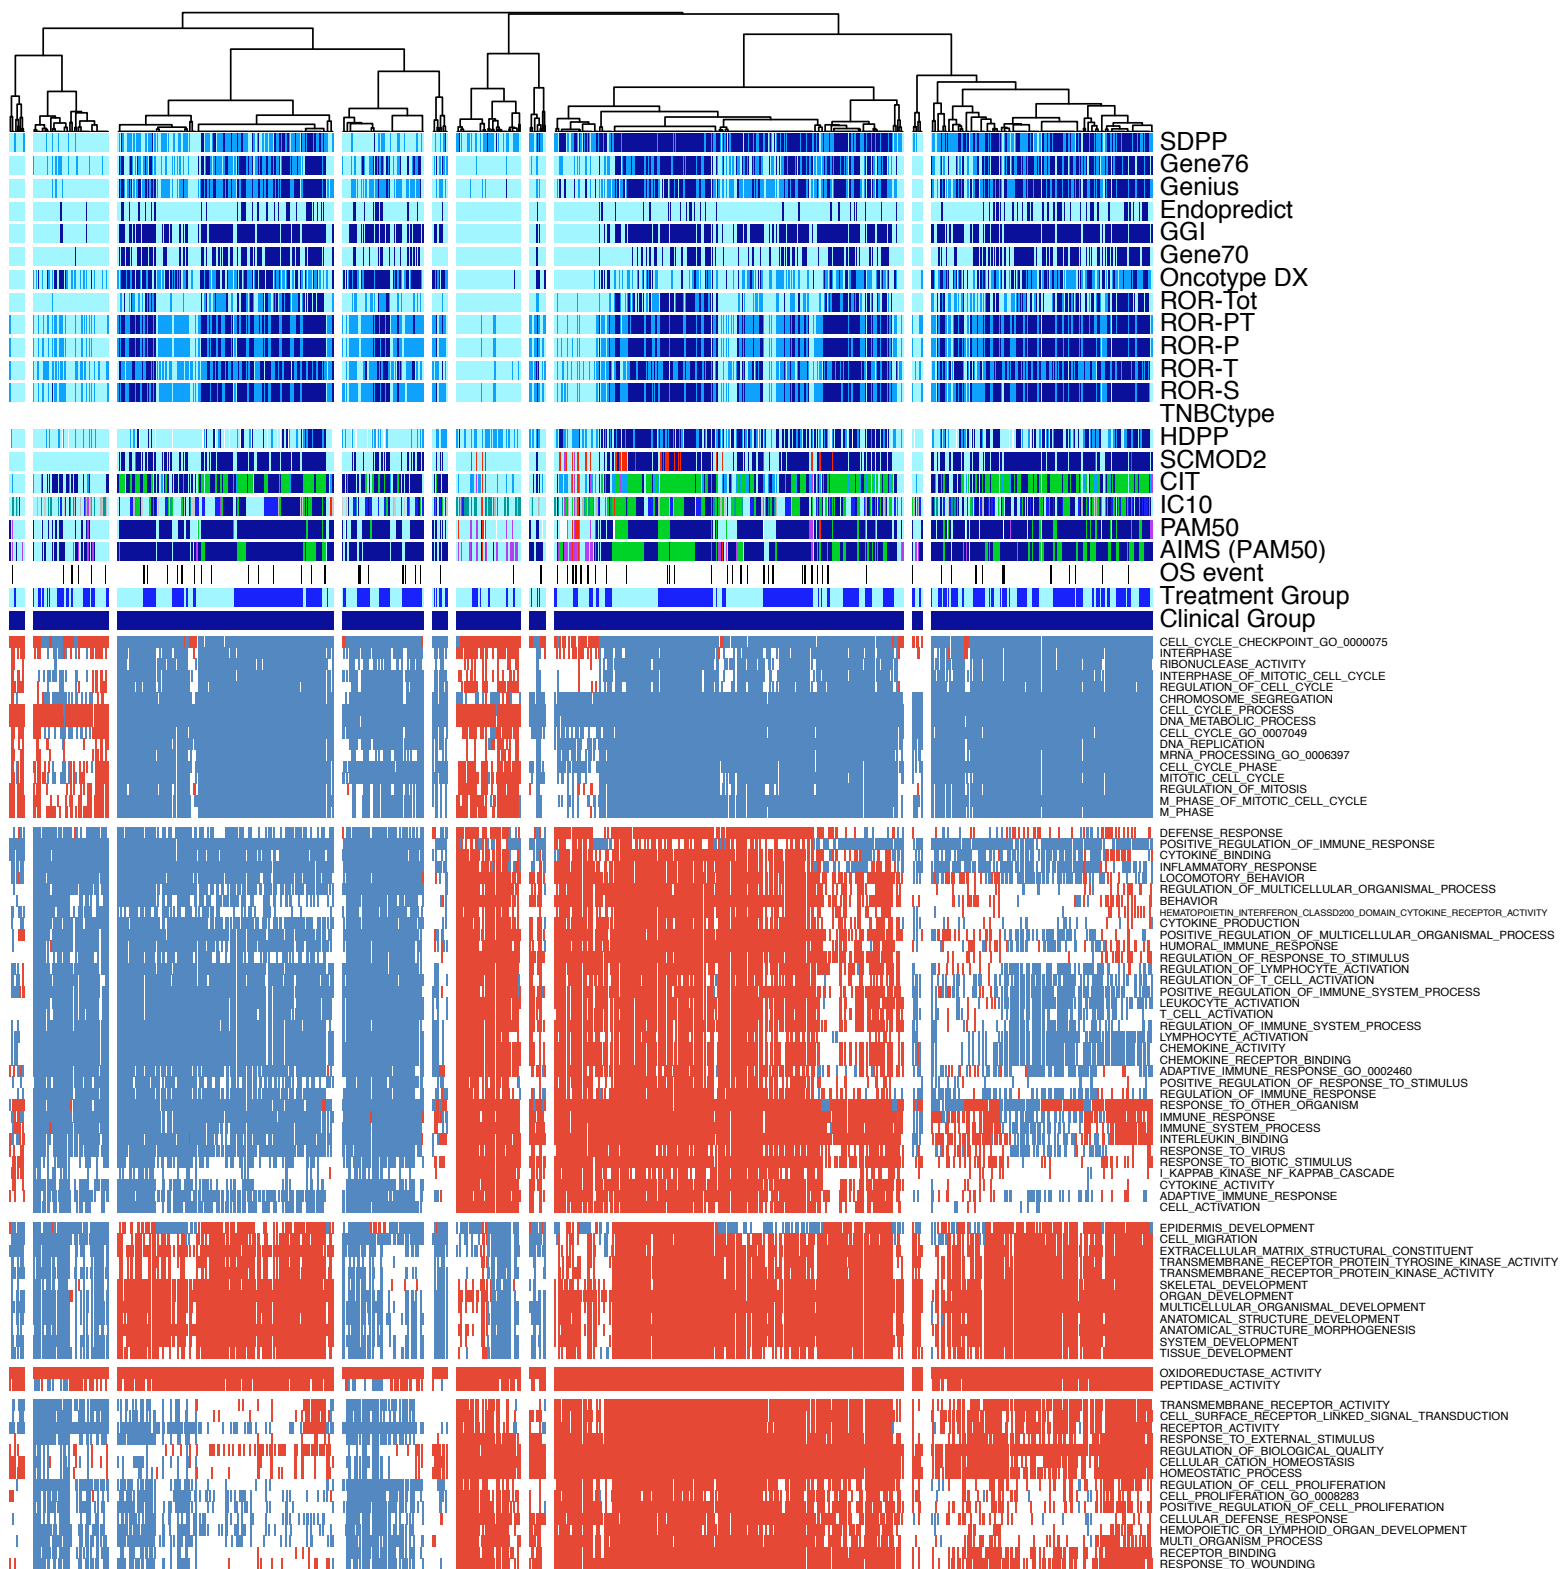 SDPP
Gene76
Genius
Endopredict
GGI
Gene70
Oncotype DX
ROR-Tot
ROR-PT
ROR-P
ROR-T
ROR-S
TNBCtype
HDPP
SCMOD2
CIT
IC10
PAM50
AIMS (PAM50)
OS event
Treatment Group
Clinical Group
CELL_CYCLE_CHECKPOINT_GO_0000075
INTERPHASE
RIBONUCLEASE_ACTIVITY
INTERPHASE_OF_MITOTIC_CELL_CYCLE
REGULATION_OF_CELL_CYCLE
CHROMOSOME_SEGREGATION
CELL_CYCLE_PROCESS
DNA_METABOLIC_PROCESS
CELL_CYCLE_GO_0007049
DNA_REPLICATION
MRNA_PROCESSING_GO_0006397
CELL_CYCLE_PHASE
MITOTIC_CELL_CYCLE
REGULATION_OF_MITOSIS
M_PHASE_OF_MITOTIC_CELL_CYCLE
M_PHASE
DEFENSE_RESPONSE
POSITIVE_REGULATION_OF_IMMUNE_RESPONSE
CYTOKINE_BINDING
INFLAMMATORY_RESPONSE
LOCOMOTORY_BEHAVIOR
REGULATION_OF_MULTICELLULAR_ORGANISMAL_PROCESS
BEHAVIOR
HEMATOPOIETIN_INTERFERON_CLASSD200_DOMAIN_CYTOKINE_RECEPTOR_ACTIVITY
CYTOKINE_PRODUCTION
POSITIVE_REGULATION_OF_MULTICELLULAR_ORGANISMAL_PROCESS
HUMORAL_IMMUNE_RESPONSE
REGULATION_OF_RESPONSE_TO_STIMULUS
REGULATION_OF_LYMPHOCYTE_ACTIVATION
REGULATION_OF_T_CELL_ACTIVATION
POSITIVE_REGULATION_OF_IMMUNE_SYSTEM_PROCESS
LEUKOCYTE_ACTIVATION
T_CELL_ACTIVATION
REGULATION_OF_IMMUNE_SYSTEM_PROCESS
LYMPHOCYTE_ACTIVATION
CHEMOKINE_ACTIVITY
CHEMOKINE_RECEPTOR_BINDING
ADAPTIVE_IMMUNE_RESPONSE_GO_0002460
POSITIVE_REGULATION_OF_RESPONSE_TO_STIMULUS
REGULATION_OF_IMMUNE_RESPONSE
RESPONSE_TO_OTHER_ORGANISM
IMMUNE_RESPONSE
IMMUNE_SYSTEM_PROCESS
INTERLEUKIN_BINDING
RESPONSE_TO_VIRUS
RESPONSE_TO_BIOTIC_STIMULUS
I_KAPPAB_KINASE_NF_KAPPAB_CASCADE
CYTOKINE_ACTIVITY
ADAPTIVE_IMMUNE_RESPONSE
CELL_ACTIVATION
EPIDERMIS_DEVELOPMENT
CELL_MIGRATION
EXTRACELLULAR_MATRIX_STRUCTURAL_CONSTITUENT
TRANSMEMBRANE_RECEPTOR_PROTEIN_TYROSINE_KINASE_ACTIVITY
TRANSMEMBRANE_RECEPTOR_PROTEIN_KINASE_ACTIVITY
SKELETAL_DEVELOPMENT
ORGAN_DEVELOPMENT
MULTICELLULAR_ORGANISMAL_DEVELOPMENT
ANATOMICAL_STRUCTURE_DEVELOPMENT
ANATOMICAL_STRUCTURE_MORPHOGENESIS
SYSTEM_DEVELOPMENT
TISSUE_DEVELOPMENT
OXIDOREDUCTASE_ACTIVITY
PEPTIDASE_ACTIVITY
TRANSMEMBRANE_RECEPTOR_ACTIVITY
CELL_SURFACE_RECEPTOR_LINKED_SIGNAL_TRANSDUCTION
RECEPTOR_ACTIVITY
RESPONSE_TO_EXTERNAL_STIMULUS
REGULATION_OF_BIOLOGICAL_QUALITY
CELLULAR_CATION_HOMEOSTASIS
HOMEOSTATIC_PROCESS
REGULATION_OF_CELL_PROLIFERATION
CELL_PROLIFERATION_GO_0008283
POSITIVE_REGULATION_OF_CELL_PROLIFERATION
CELLULAR_DEFENSE_RESPONSE
HEMOPOIETIC_OR_LYMPHOID_ORGAN_DEVELOPMENT
MULTI_ORGANISM_PROCESS
RECEPTOR_BINDING
RESPONSE_TO_WOUNDING